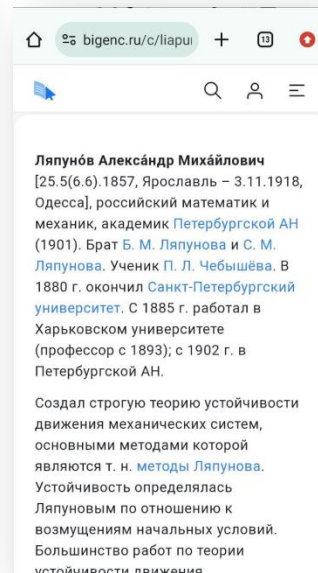 bigenc.ru/c/liapu
13
Ляпуно́в Алекса́ндр Миха́йлович
[25.5(6.6).1857, Ярославль – 3.11.1918,
Одесса], российский математик и
механик, академик Петербургской АН
(1901). Брат Б. М. Ляпунова и С. М.
Ляпунова. Ученик П. Л. Чебышёва. В
1880 г. окончил Санкт-Петербургский
университет. С 1885 г. работал в
Харьковском университете
(профессор с 1893); с 1902 г. в
Петербургской АН.
Создал строгую теорию устойчивости
движения механических систем,
основными методами которой
являются т. н. методы Ляпунова.
Устойчивость определялась
Ляпуновым по отношению к
возмущениям начальных условий.
Большинство работ по теории
устойчивости движения